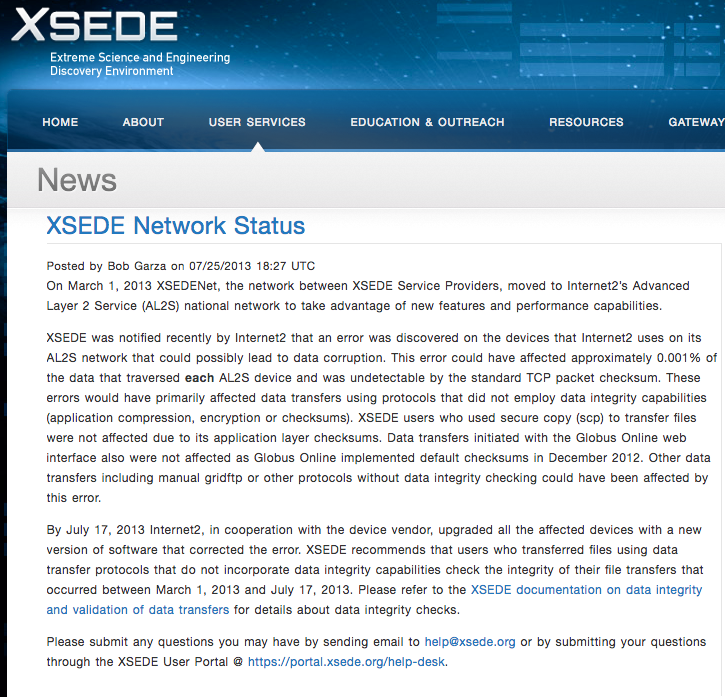 XSEDE
Extreme Science and Engineering
Discovery Environment
HOME ABOUT USER SERVICES EDUCATION & OUTREACH RESOURCES GATEWAY
News
XSEDE Network Status
Posted by Bob Garza on 07/25/2013 18:27 UTC
On March 1, 2013 XSEDENet, the network between XSEDE Service Providers, moved to Internet2's Advanced
Layer 2 Service (AL2S) national network to take advantage of new features and performance capabilities.
XSEDE was notified recently by Internet2 that an error was discovered on the devices that Internet2 uses on its
AL2S network that could possibly lead to data corruption. This error could have affected approximately 0.001% of
the data that traversed each AL2S device and was undetectable by the standard TCP packet checksum. These
errors would have primarily affected data transfers using protocols that did not employ data integrity capabilities
(application compression, encryption or checksums). XSEDE users who used secure copy (scp) to transfer files
were not affected due to its application layer checksums. Data transfers initiated with the Globus Online web
interface also were not affected as Globus Online implemented default checksums in December 2012. Other data
transfers including manual gridftp or other protocols without data integrity checking could have been affected by
this error.
By July 17, 2013 Internet2, in cooperation with the device vendor, upgraded all the affected devices with a new
version of software that corrected the error. XSEDE recommends that users who transferred files using data
transfer protocols that do not incorporate data integrity capabilities check the integrity of their file transfers that
occurred between March 1, 2013 and July 17, 2013. Please refer to the XSEDE documentation on data integrity
and validation of data transfers for details about data integrity checks.
Please submit any questions you may have by sending email to help@xsede.org or by submitting your questions
through the XSEDE User Portal @ https://portal.xsede.org/help-desk.